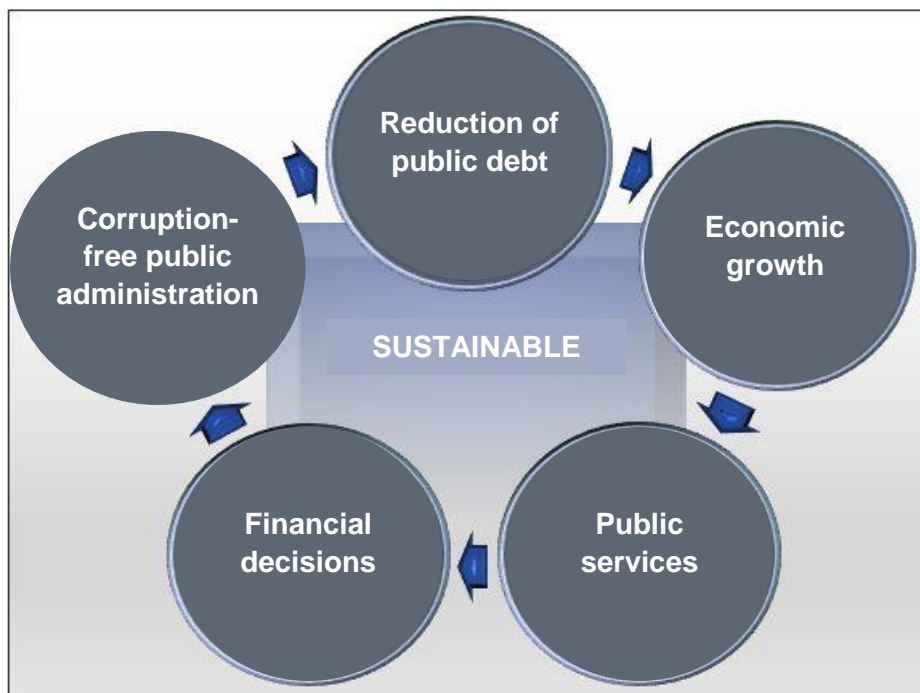 Reduction of
public debt
Economic
growth
Public
services
Financial
decisions
Corruption-
free public
administration
SUSTAINABLE